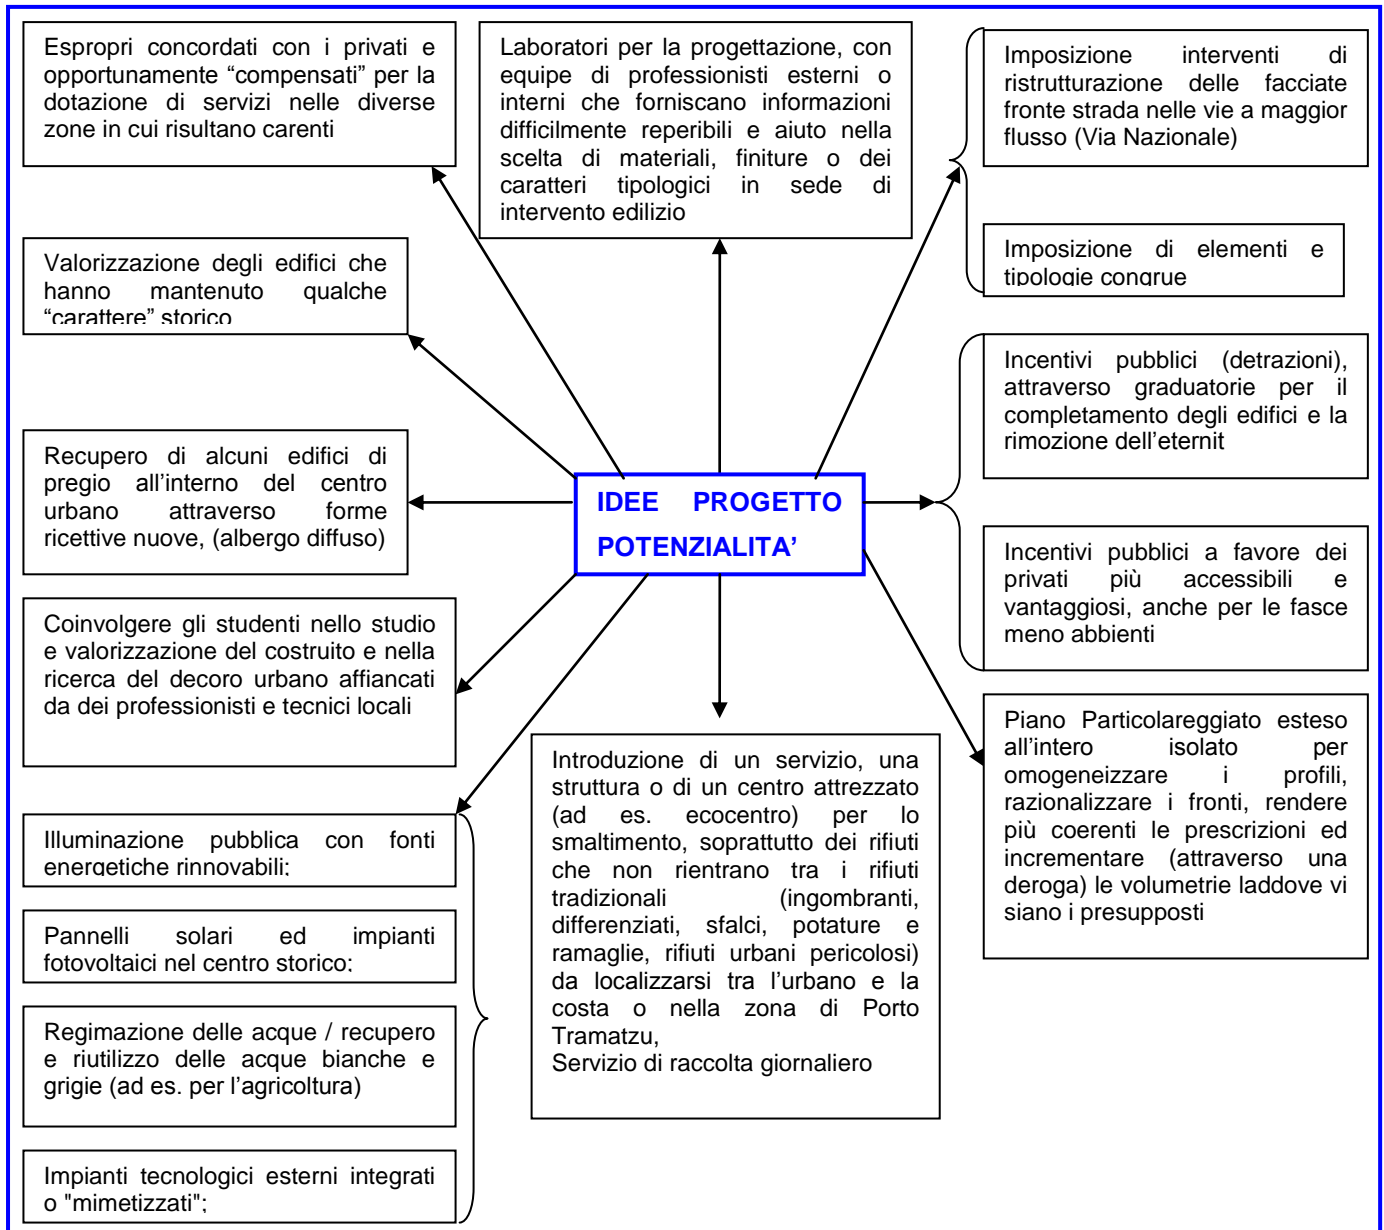 Espropri concordati con i privati e
opportunamente “compensati” per la
dotazione di servizi nelle diverse
zone in cui risultano carenti
Laboratori per la progettazione, con
equipe di professionisti esterni o
interni che forniscano informazioni
difficilmente reperibili e aiuto nella
scelta di materiali, finiture o dei
caratteri tipologici in sede di
intervento edilizio
Imposizione interventi di
ristrutturazione delle facciate
fronte strada nelle vie a maggior
flusso (Via Nazionale)
Imposizione di elementi e
tipologie congrue
Valorizzazione degli edifici che
hanno mantenuto qualche
“carattere” storico
Incentivi pubblici (detrazioni),
attraverso graduatorie per il
completamento degli edifici e la
rimozione dell’eternit
Recupero di alcuni edifici di
pregio all’interno del centro
urbano attraverso forme
ricettive nuove, (albergo diffuso)
IDEE PROGETTO
POTENZIALITA’
Incentivi pubblici a favore dei
privati più accessibili e
vantaggiosi, anche per le fasce
meno abbienti
Coinvolgere gli studenti nello studio
e valorizzazione del costruito e nella
ricerca del decoro urbano affiancati
da dei professionisti e tecnici locali
Piano Particolareggiato esteso
all’intero isolato per
omogeneizzare i profili,
razionalizzare i fronti, rendere
più coerenti le prescrizioni ed
incrementare (attraverso una
deroga) le volumetrie laddove vi
siano i presupposti
Introduzione di un servizio, una
struttura o di un centro attrezzato
(ad es. ecocentro) per lo
smaltimento, soprattutto dei rifiuti
che non rientrano tra i rifiuti
tradizionali (ingombranti,
differenziati, sfalci, potature e
ramaglie, rifiuti urbani pericolosi)
da localizzarsi tra l’urbano e la
costa o nella zona di Porto
Tramatzu,
Servizio di raccolta giornaliero
Illuminazione pubblica con fonti
energetiche rinnovabili;
Pannelli solari ed impianti
fotovoltaici nel centro storico;
Regimazione delle acque / recupero
e riutilizzo delle acque bianche e
grigie (ad es. per l’agricoltura)
Impianti tecnologici esterni integrati
o "mimetizzati";